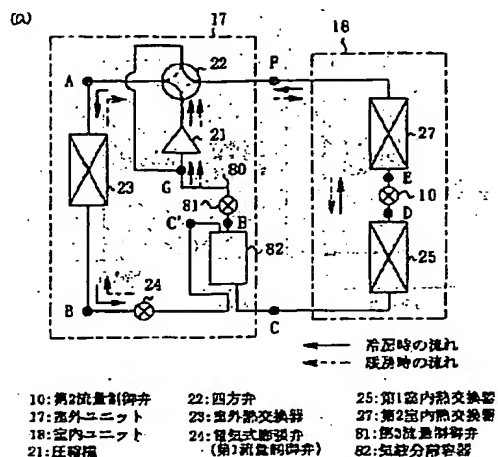 (a)
17
18
22
A
P
21
27
23
G
80
E
81
10
C'
B
D
82
25
24
B
C
冷房時の流れ
暖房時の流れ
10:第2流量制御弁
17:室外ユニット
18:室内ユニット
21:圧縮機
22:四方弁
23:室外熱交換器
24:電気式膨張弁
(第1流量制御弁)
25:第1室内熱交換器
27:第2室内熱交換器
81:第3流量制御弁
82:気液分離容器